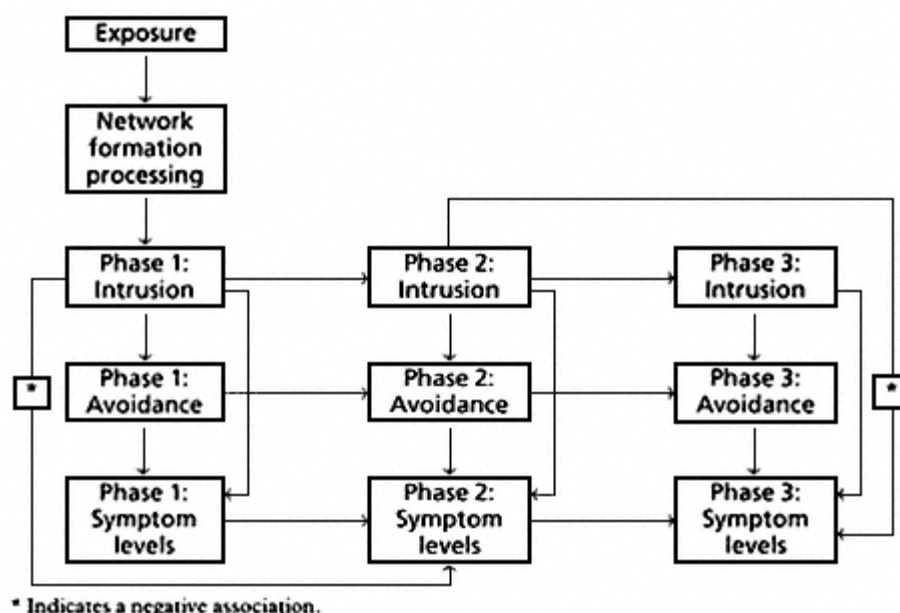 Exposure
Network
formation
processing
Phase 1:
Intrusion
Phase 2:
Intrusion
Phase 3:
Intrusion
*
Phase 1:
Avoidance
Phase 2:
Avoidance
Phase 3:
Avoidance
*
Phase 1:
Symptom
levels
Phase 2:
Symptom
levels
Phase 3:
Symptom
levels
* Indicates a negative association.